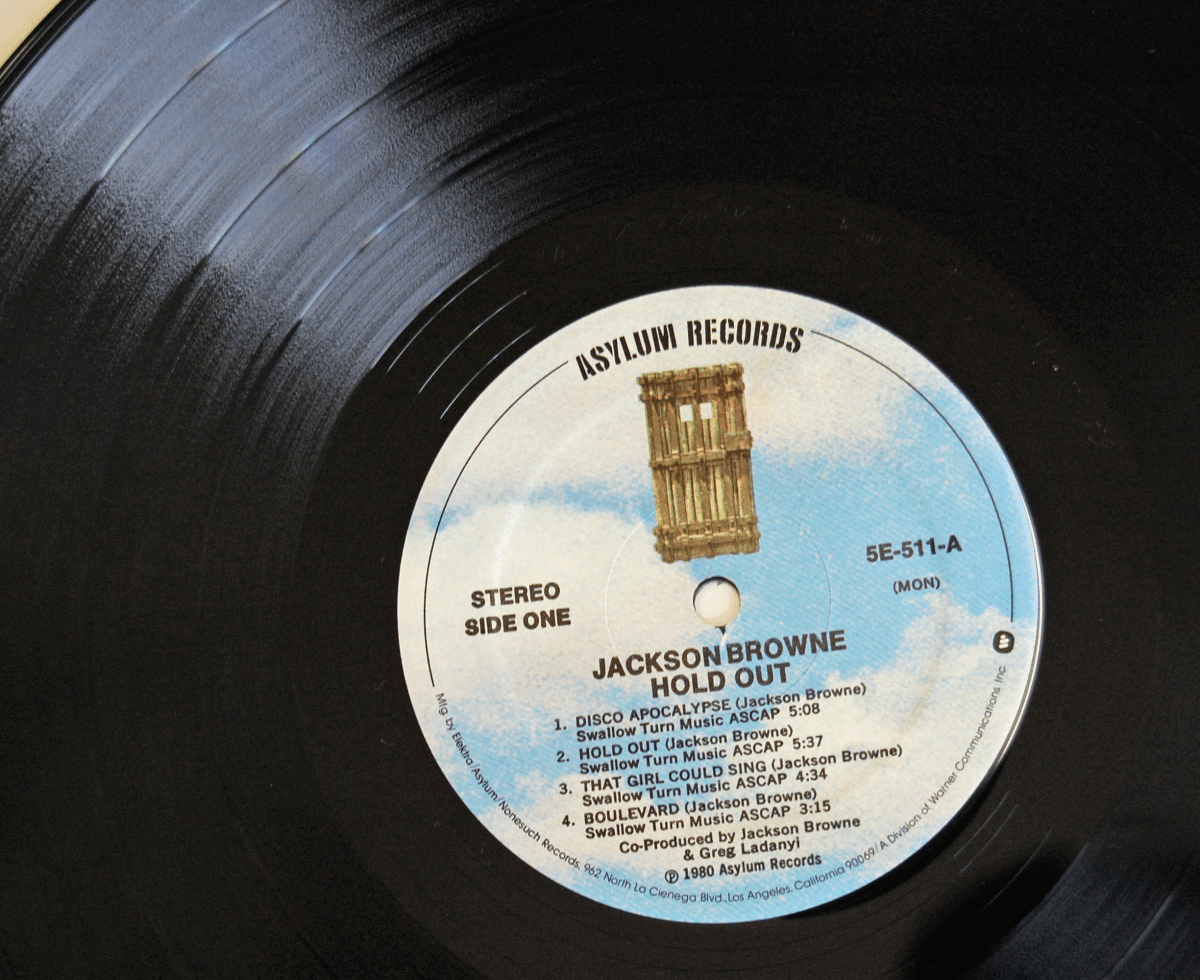 ASYLUM RECORDS
5E-511-A
(MON)
STEREO
SIDE ONE
JACKSON BROWNE
HOLD OUT
1. DISCO APOCALYPSE (Jackson Browne)
Swallow Turn Music ASCAP 5:08
2. HOLD OUT (Jackson Browne)
Swallow Turn Music ASCAP 5:37
3. THAT GIRL COULD SING (Jackson Browne)
Swallow Turn Music ASCAP 4:34
4. BOULEVARD (Jackson Browne)
Swallow Turn Music ASCAP 3:15
Co-Produced by Jackson Browne
& Greg Ladanyi
℗ 1980 Asylum Records
Mfg. by Elektra/Asylum/Nonesuch Records, 962 North La Cienega Blvd., Los Angeles, California 90069/A Division of Warner Communications Inc